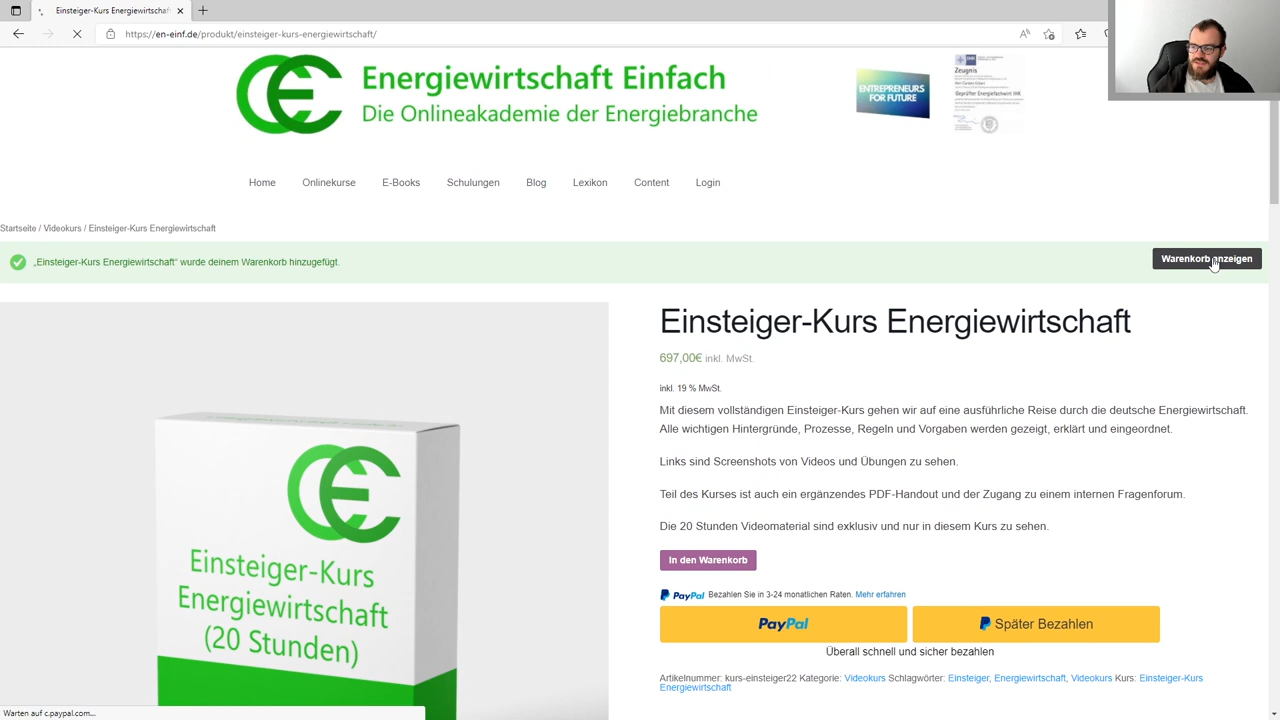 Einsteiger-Kurs Energiewirtschaft
https://en-einf.de/produkt/einsteiger-kurs-energiewirtschaft/
Energiewirtschaft Einfach
Die Onlineakademie der Energiebranche
ENTREPRENEURS
FOR FUTURE
Zeugnis
Geprüfter Energiefachwirt IHK
Home Onlinekurse E-Books Schulungen Blog Lexikon Content Login
Startseite / Videokurs / Einsteiger-Kurs Energiewirtschaft
„Einsteiger-Kurs Energiewirtschaft“ wurde deinem Warenkorb hinzugefügt.
Warenkorb anzeigen
Einsteiger-Kurs Energiewirtschaft
697,00€ inkl. MwSt.
inkl. 19 % MwSt.
Mit diesem vollständigen Einsteiger-Kurs gehen wir auf eine ausführliche Reise durch die deutsche Energiewirtschaft.
Alle wichtigen Hintergründe, Prozesse, Regeln und Vorgaben werden gezeigt, erklärt und eingeordnet.
Links sind Screenshots von Videos und Übungen zu sehen.
Teil des Kurses ist auch ein ergänzendes PDF-Handout und der Zugang zu einem internen Fragenforum.
Die 20 Stunden Videomaterial sind exklusiv und nur in diesem Kurs zu sehen.
In den Warenkorb
PayPal Bezahlen Sie in 3-24 monatlichen Raten. Mehr erfahren
PayPal
Später Bezahlen
Überall schnell und sicher bezahlen
Artikelnummer: kurs-einsteiger22 Kategorie: Videokurs Schlagwörter: Einsteiger, Energiewirtschaft, Videokurs Kurs: Einsteiger-Kurs
Energiewirtschaft
Einsteiger-Kurs
Energiewirtschaft
(20 Stunden)
Warten auf c.paypal.com...